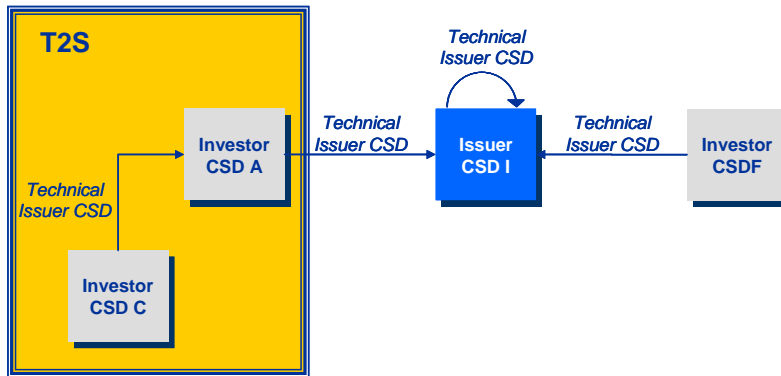 T2S
Technical
Issuer CSD
Investor
CSD A
Technical
Issuer CSD
Issuer
CSD I
Technical
Issuer CSD
Investor
CSDF
Technical
Issuer CSD
Investor
CSD C